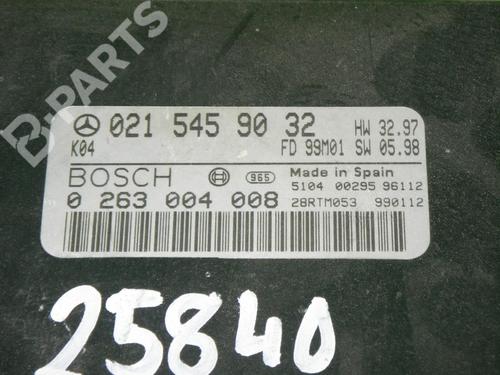 B-PARTS
021 545 90 32 HW 32.97
K04 FD 99M01 SW 05.98
BOSCH 965 Made in Spain
5104 00295 96112
0 263 004 008 28RTM053 990112
25840